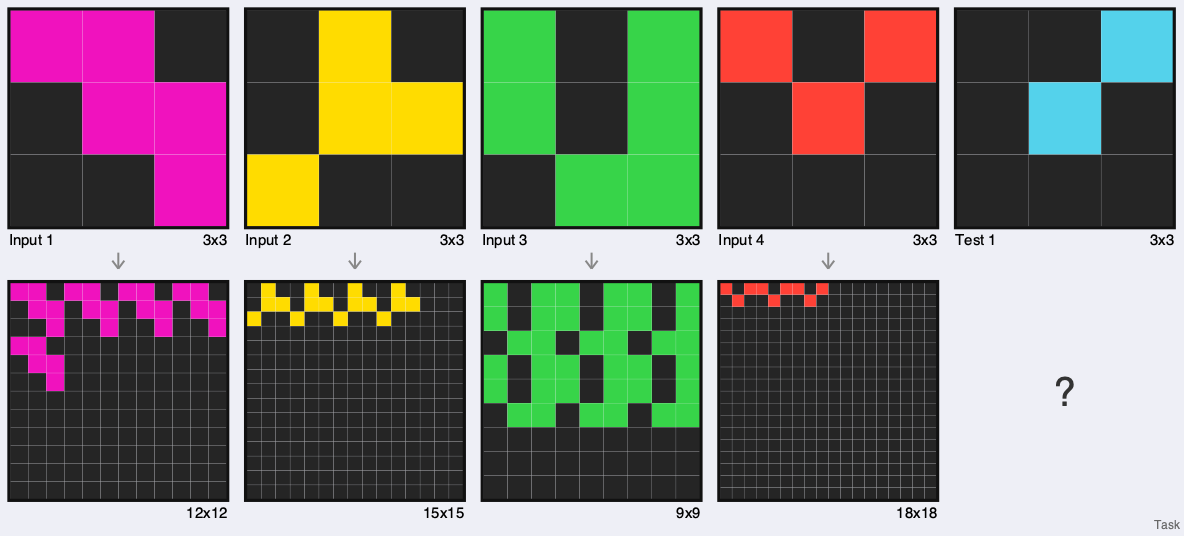 Input 1 3x3 Input 2 3x3 Input 3 3x3 Input 4 3x3 Test 1 3x3
?
12x12 15x15 9x9 18x18
Task